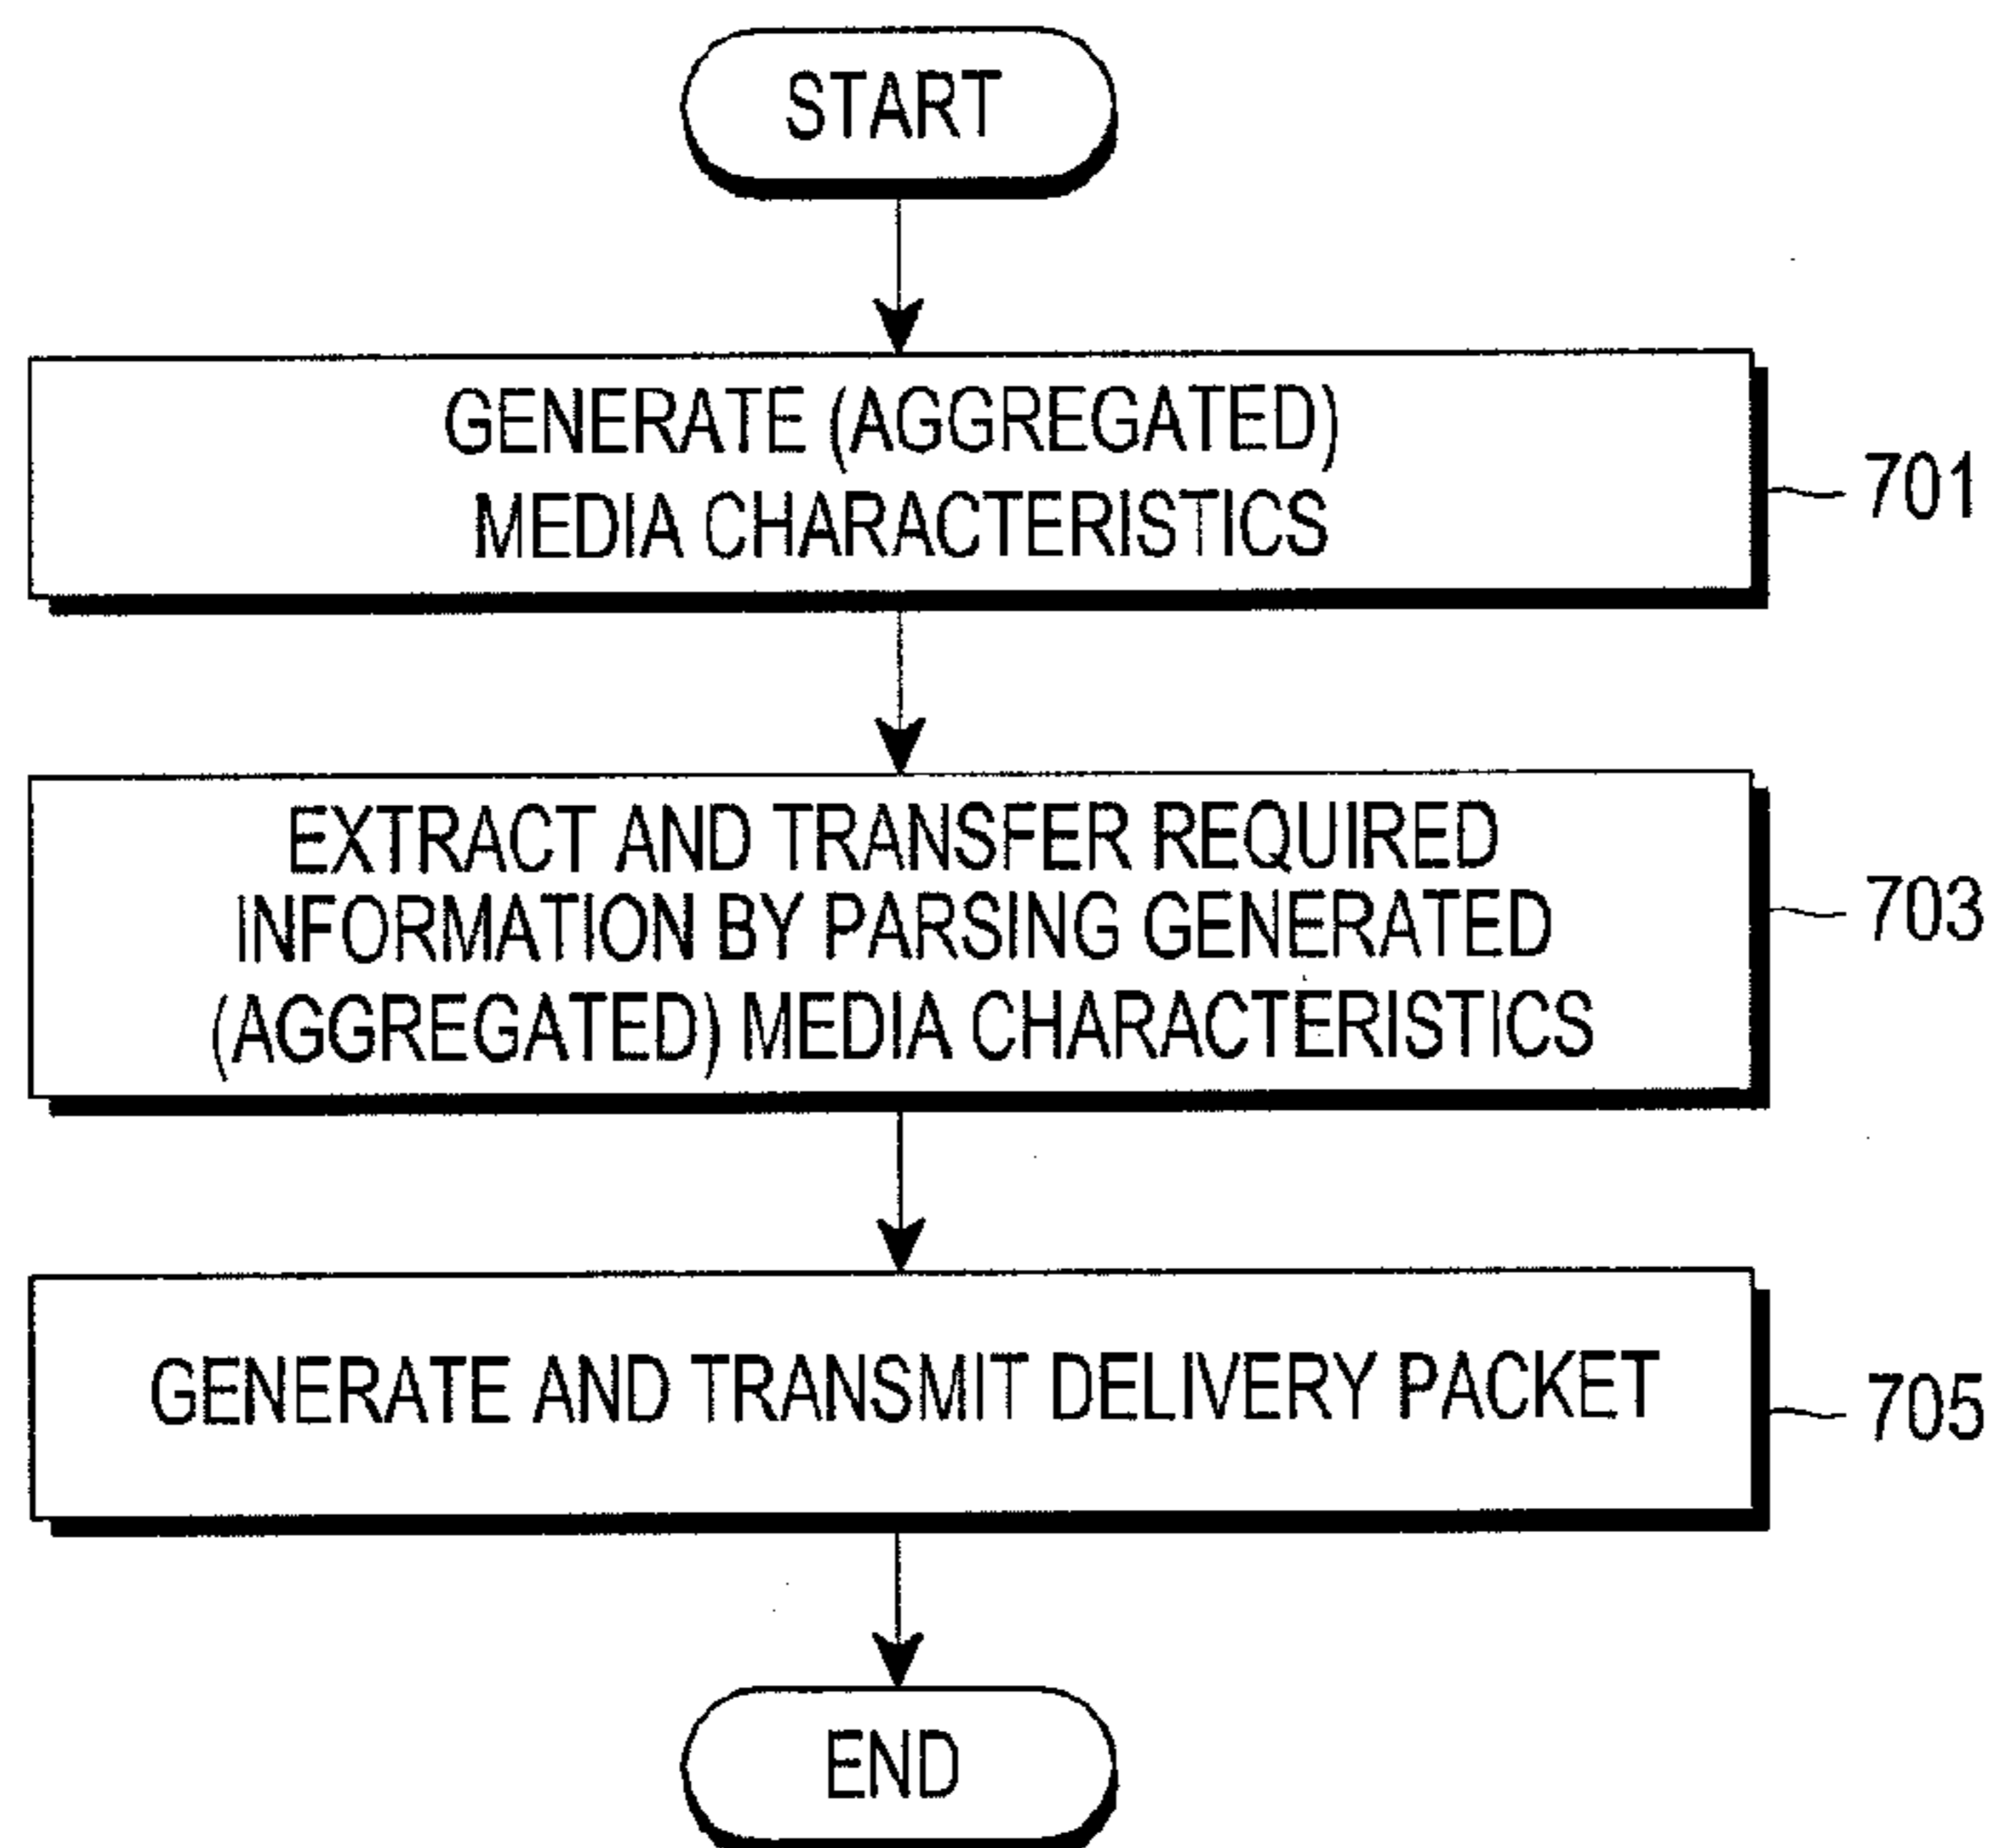 START
GENERATE (AGGREGATED)
MEDIA CHARACTERISTICS
701
EXTRACT AND TRANSFER REQUIRED
INFORMATION BY PARSING GENERATED
(AGGREGATED) MEDIA CHARACTERISTICS
703
GENERATE AND TRANSMIT DELIVERY PACKET
705
END